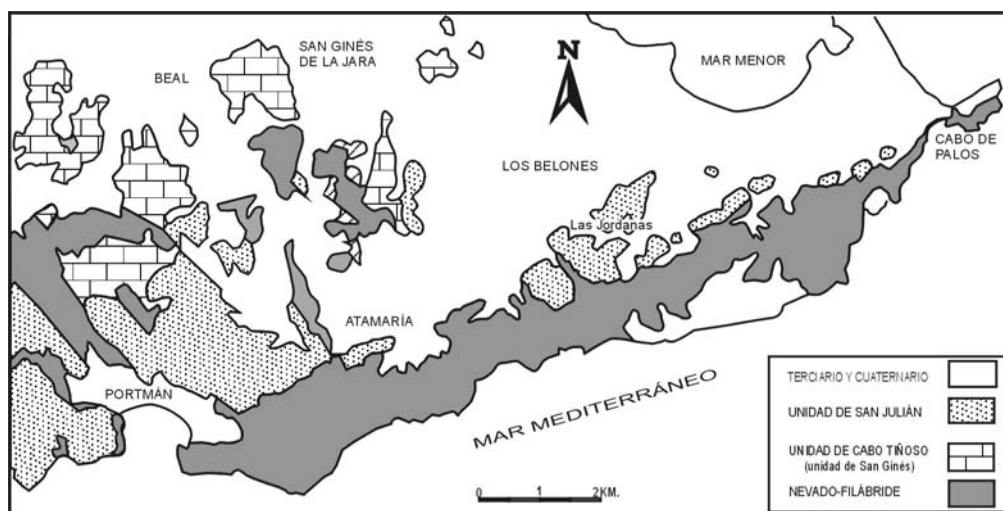 SAN GINÉS
DE LA JARA
BEAL
N
MAR MENOR
CABO DE
PALOS
LOS BELONES
Las Jordanas
ATAMARÍA
PORTMÁN
MAR MEDITERRÁNEO
0 1 2KM.
TERCIARIO Y CUATERNARIO
UNIDAD DE SAN JULIÁN
UNIDAD DE CABO TIÑOSO
(unidad de San Ginés)
NEVADO-FILÁBRIDE